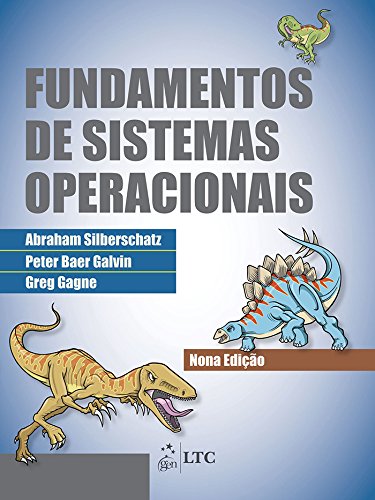 FUNDAMENTOS
DE SISTEMAS
OPERACIONAIS
Abraham Silberschatz
Peter Baer Galvin
Greg Gagne
Nona Edição
gen
LTC